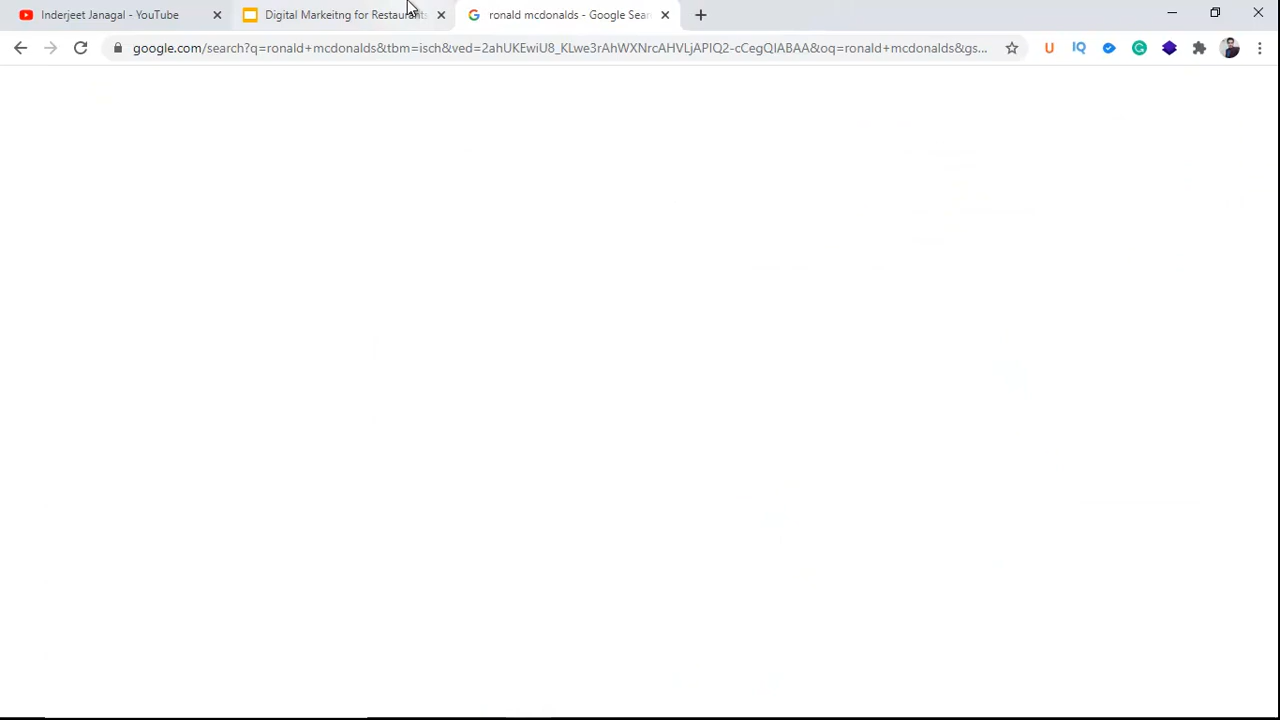 Inderjeet Janagal - YouTube
Digital Markeitng for Restaurants
ronald mcdonalds - Google Sear
google.com/search?q=ronald+mcdonalds&tbm=isch&ved=2ahUKEwiU8_KLwe3rAhWXNrcAHVLjAPIQ2-cCegQIABAA&oq=ronald+mcdonalds&gs...
U
IQ